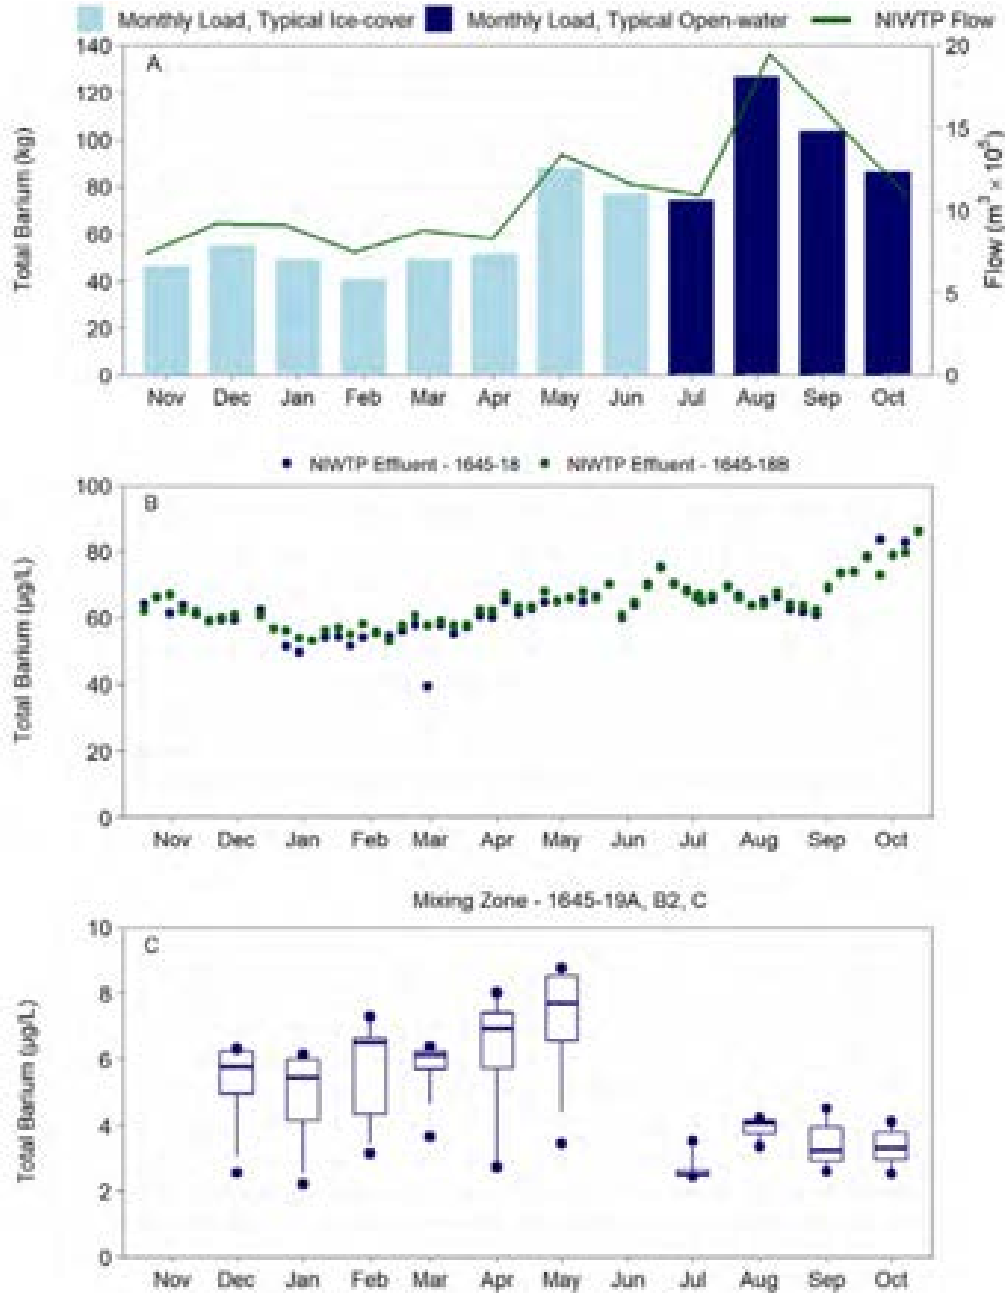 Monthly Load, Typical Ice-cover Monthly Load, Typical Open-water NIWTP Flow
A
Total Barium (kg)
140
120
100
80
60
40
20
0
20
15
10
5
0
Flow (m³ × 10⁵)
Nov Dec Jan Feb Mar Apr May Jun Jul Aug Sep Oct
NIWTP Effluent - 1645-18 NIWTP Effluent - 1645-18B
B
Total Barium (µg/L)
100
80
60
40
20
0
Nov Dec Jan Feb Mar Apr May Jun Jul Aug Sep Oct
Mixing Zone - 1645-19A, B2, C
C
Total Barium (µg/L)
10
8
6
4
2
0
Nov Dec Jan Feb Mar Apr May Jun Jul Aug Sep Oct